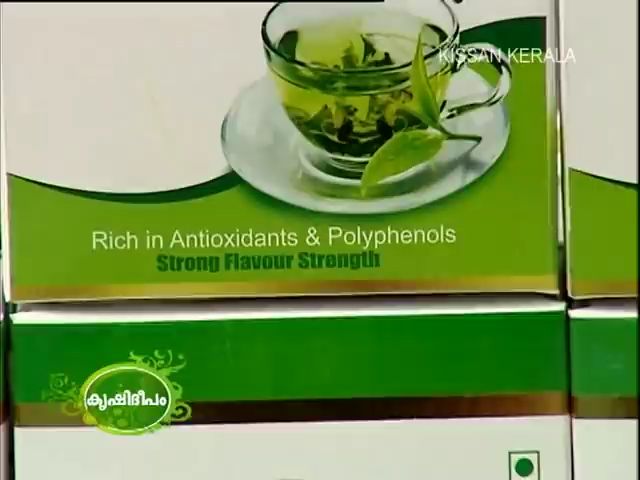 KISSAN KERALA
Rich in Antioxidants & Polyphenols
Strong Flavour Strength
കൃഷിദീപം